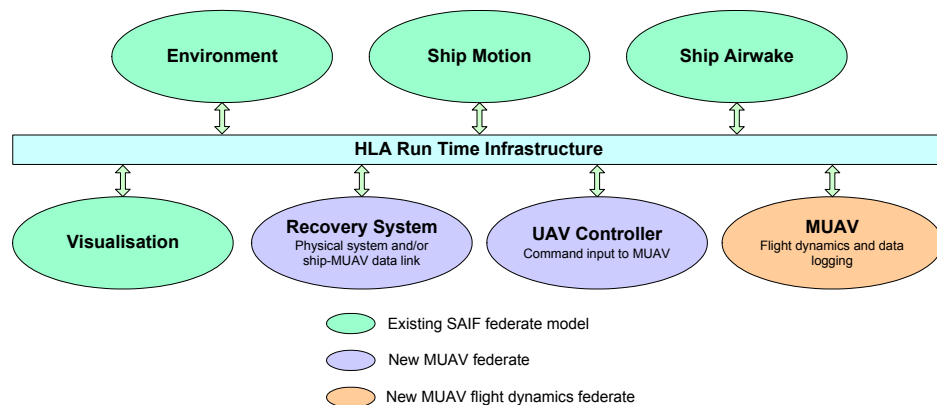 Environment
Ship Motion
Ship Airwake
HLA Run Time Infrastructure
Visualisation
Recovery System
Physical system and/or
ship-MUAV data link
UAV Controller
Command input to MUAV
MUAV
Flight dynamics and data
logging
Existing SAIF federate model
New MUAV federate
New MUAV flight dynamics federate